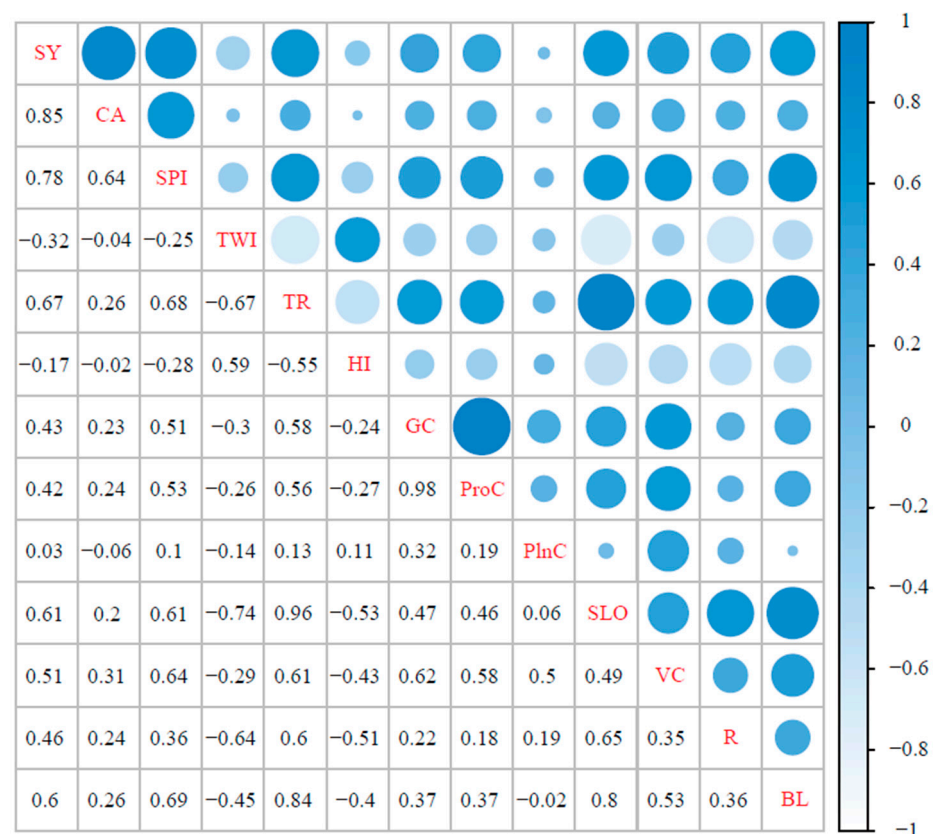 SY
0.85 CA
0.78 0.64 SPI
−0.32 −0.04 −0.25 TWI
0.67 0.26 0.68 −0.67 TR
−0.17 −0.02 −0.28 0.59 −0.55 HI
0.43 0.23 0.51 −0.3 0.58 −0.24 GC
0.42 0.24 0.53 −0.26 0.56 −0.27 0.98 ProC
0.03 −0.06 0.1 −0.14 0.13 0.11 0.32 0.19 PlnC
0.61 0.2 0.61 −0.74 0.96 −0.53 0.47 0.46 0.06 SLO
0.51 0.31 0.64 −0.29 0.61 −0.43 0.62 0.58 0.5 0.49 VC
0.46 0.24 0.36 −0.64 0.6 −0.51 0.22 0.18 0.19 0.65 0.35 R
0.6 0.26 0.69 −0.45 0.84 −0.4 0.37 0.37 −0.02 0.8 0.53 0.36 BL
1
0.8
0.6
0.4
0.2
0
−0.2
−0.4
−0.6
−0.8
−1